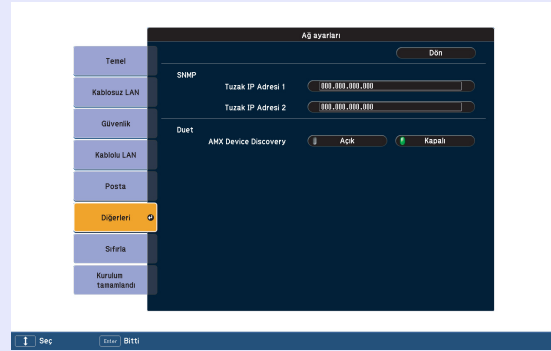 Ağ ayarları
Dön
Temel
Kablosuz LAN
Güvenlik
Kablolu LAN
Posta
Diğerleri
Sıfırla
Kurulum
tamamlandı
SNMP
Tuzak IP Adresi 1 000.000.000.000
Tuzak IP Adresi 2 000.000.000.000
Duet
AMX Device Discovery Açık Kapalı
Seç Enter Bitti